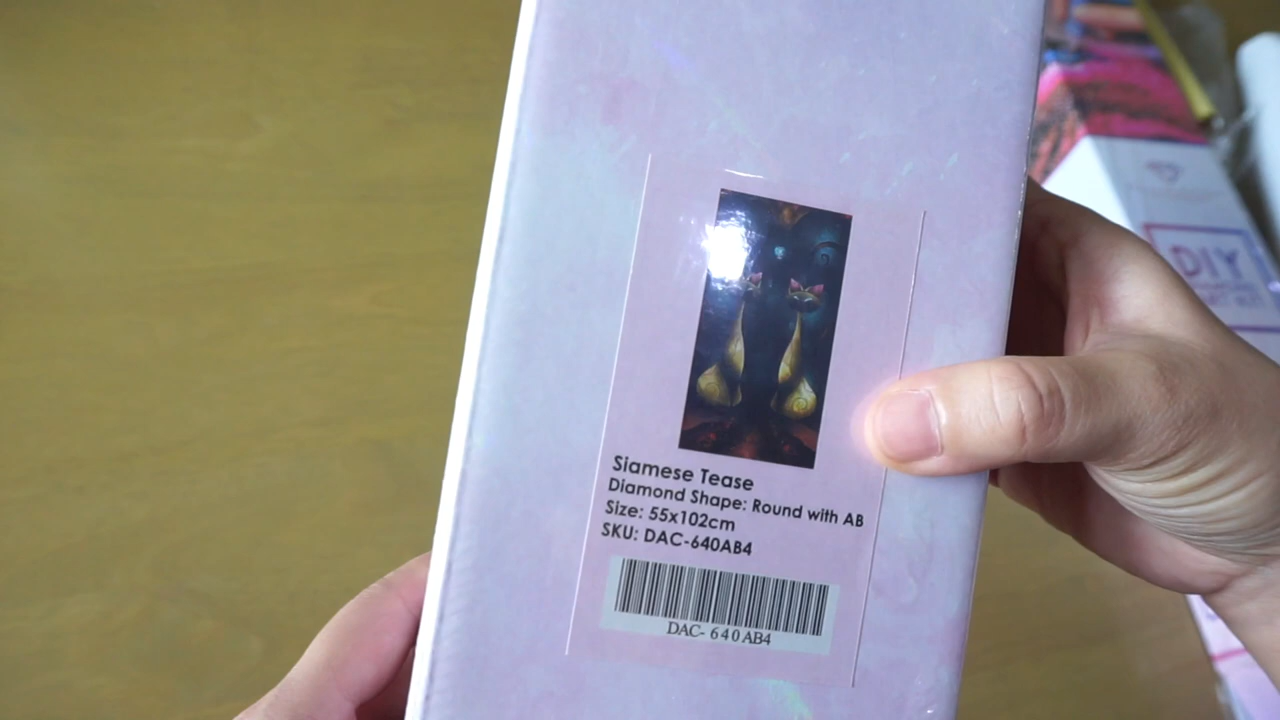 Siamese Tease
Diamond Shape: Round with AB
Size: 55x102cm
SKU: DAC-640AB4
DAC- 640AB4
DIY